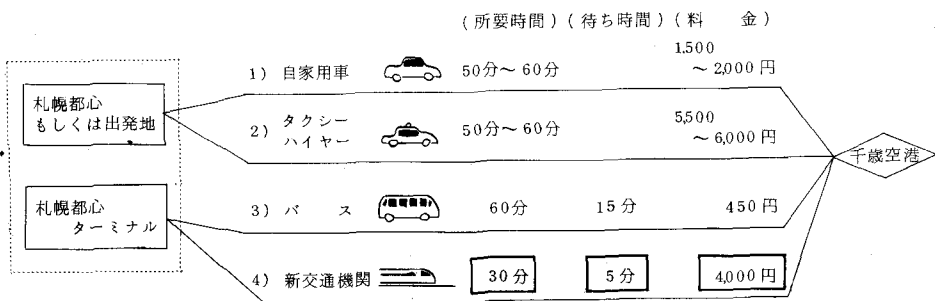 (所要時間) (待ち時間) (料 金)
札幌都心
もしくは出発地
1) 自家用車 50分～60分 1,500
～2,000円
2) タクシー
ハイヤー 50分～60分 5,500
～6,000円
千歳空港
札幌都心
ターミナル
3) バ ス 60分 15分 450円
4) 新交通機関 30分 5分 4,000円